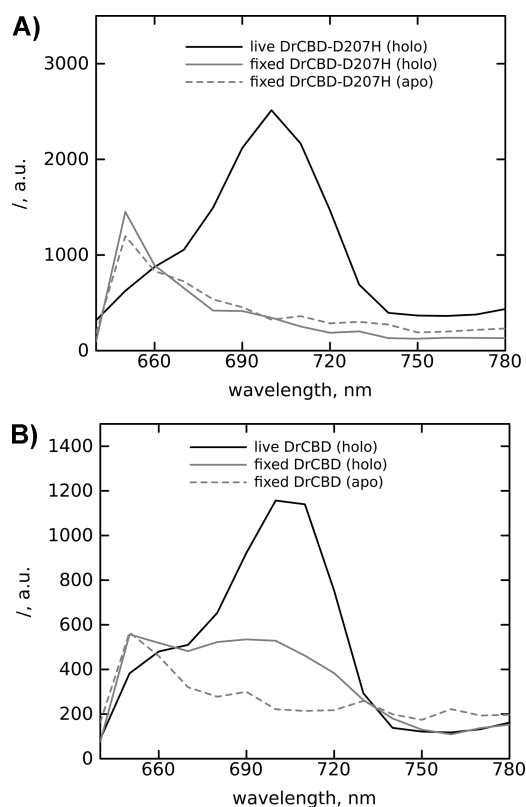 A)
live DrCBD-D207H (holo)
fixed DrCBD-D207H (holo)
fixed DrCBD-D207H (apo)
3000
2000
1000
0
I, a.u.
660 690 720 750 780
wavelength, nm
B)
live DrCBD (holo)
fixed DrCBD (holo)
fixed DrCBD (apo)
1400
1200
1000
800
600
400
200
0
I, a.u.
660 690 720 750 780
wavelength, nm